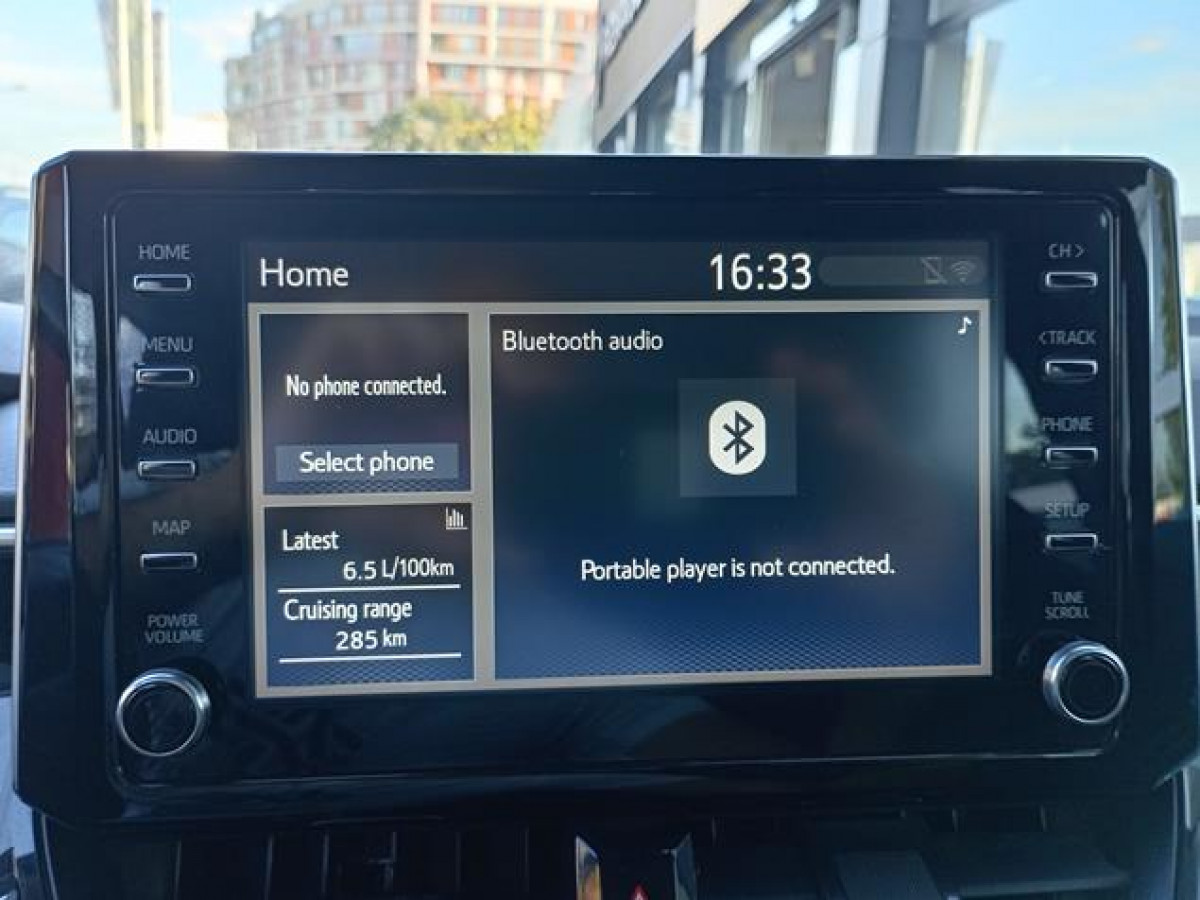 HOME
MENU
AUDIO
MAP
POWER
VOLUME
Home
16:33
No phone connected.
Select phone
Latest
6.5 L/100km
Cruising range
285 km
Bluetooth audio
Portable player is not connected.
CH >
< TRACK
PHONE
SETUP
TUNE
SCROLL